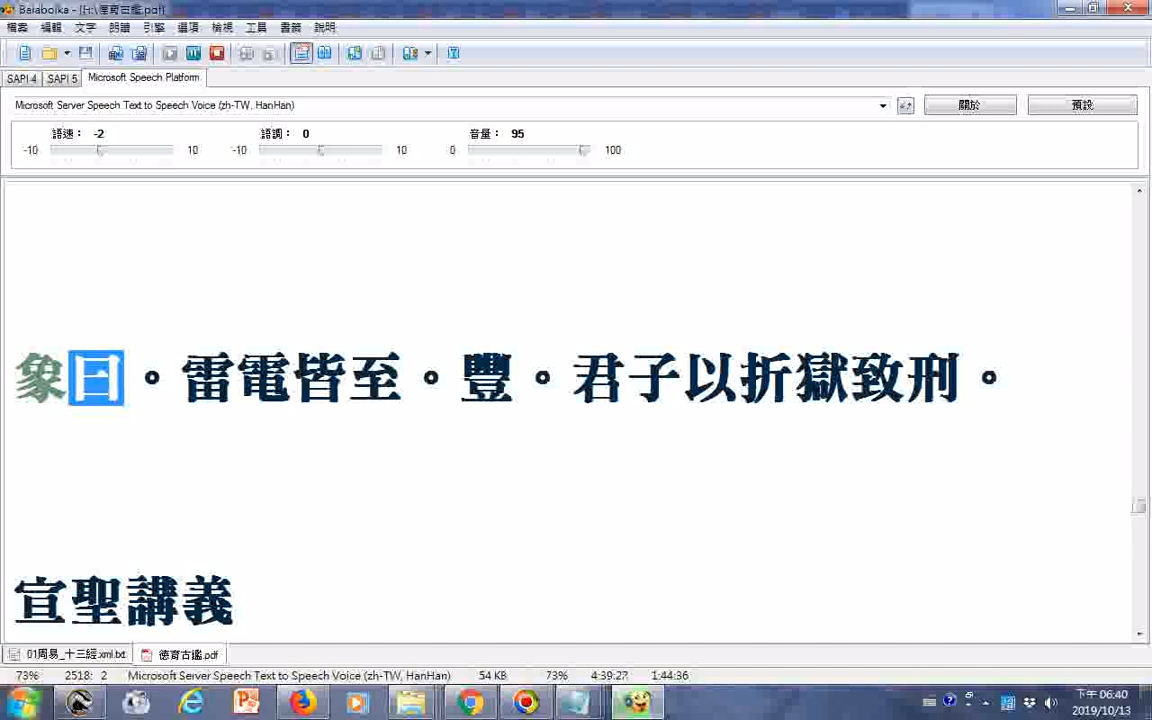 Balabolka - [H:\德育古鑑.pdf]
檔案 編輯 文字 朗讀 引擎 選項 檢視 工具 書籤 說明
SAPI 4 SAPI 5 Microsoft Speech Platform
Microsoft Server Speech Text to Speech Voice (zh-TW, HanHan) 關於 預設
語速： -2 語調： 0 音量： 95
-10 10 -10 10 0 100
象曰。雷電皆至。豐。君子以折獄致刑。
宣聖講義
01周易_十三經.xml.txt 德育古鑑.pdf
73% 2518: 2 Microsoft Server Speech Text to Speech Voice (zh-TW, HanHan) 54 KB 73% 4:39:27 1:44:36
下午 06:40
2019/10/13